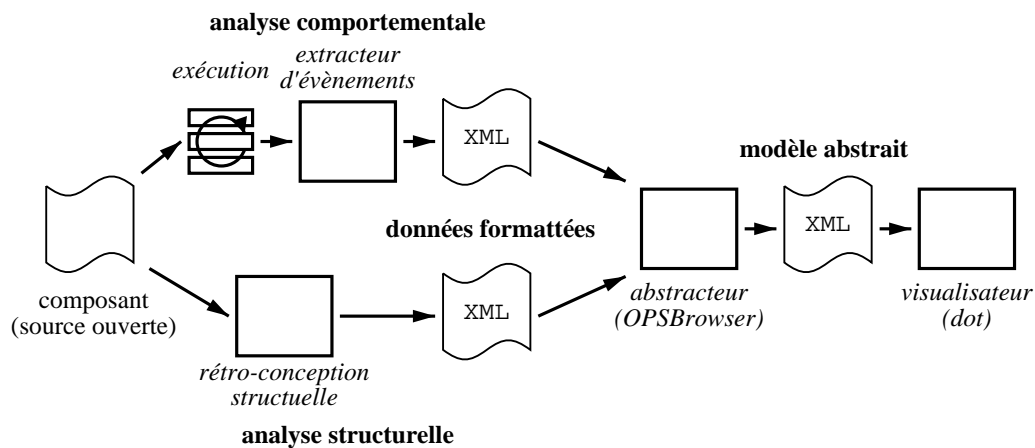 analyse comportementale
exécution
extracteur
d'évènements
XML
modèle abstrait
données formattées
XML
composant
(source ouverte)
XML
abstracteur
(OPSBrowser)
visualisateur
(dot)
rétro-conception
structuelle
analyse structurelle